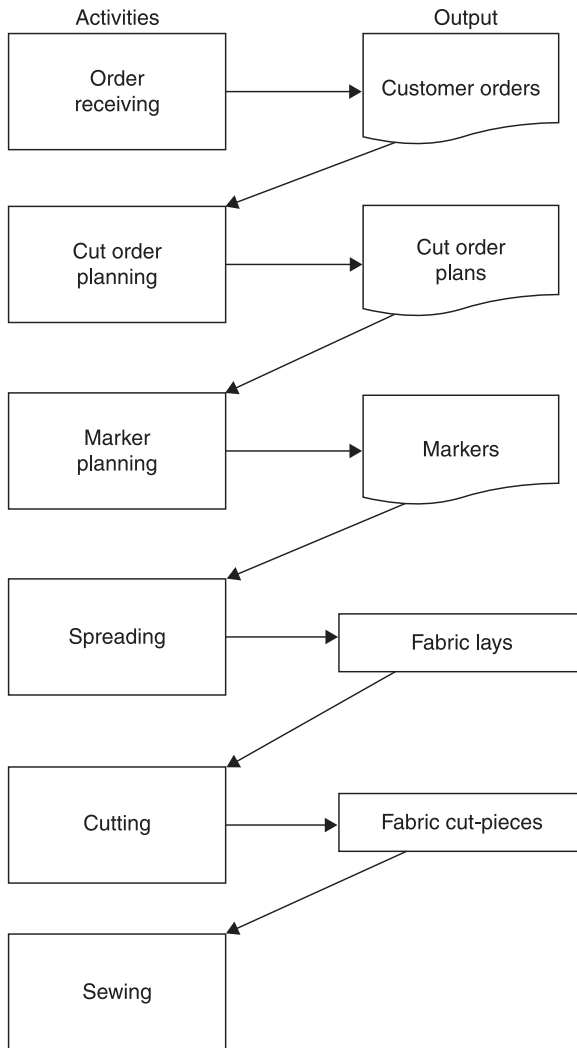 Activities
Output
Order
receiving
Customer orders
Cut order
planning
Cut order
plans
Marker
planning
Markers
Spreading
Fabric lays
Cutting
Fabric cut-pieces
Sewing